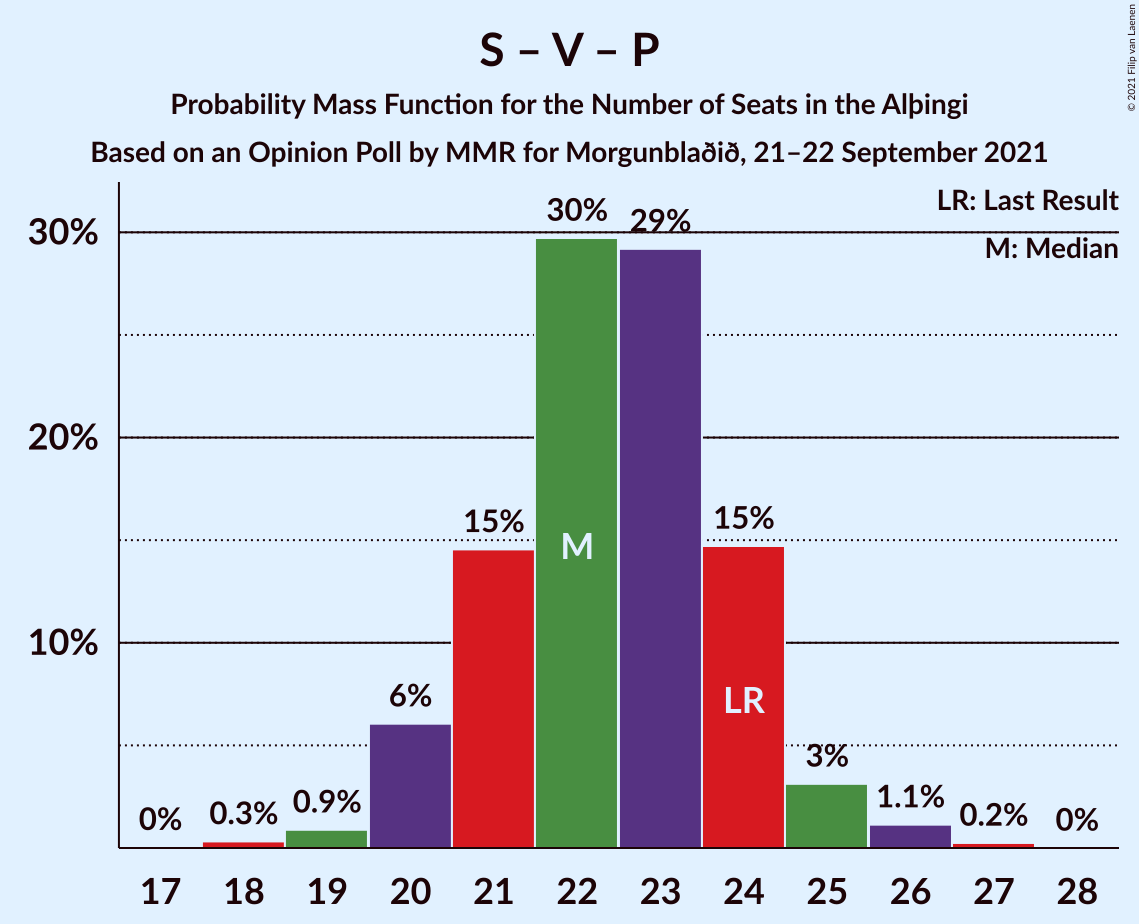 S – V – P
Probability Mass Function for the Number of Seats in the Alþingi
Based on an Opinion Poll by MMR for Morgunblaðið, 21–22 September 2021
© 2021 Filip van Laenen
LR: Last Result
M: Median
30%
20%
10%
0%
0.3%
0.9%
6%
15%
30%
29%
15%
3%
1.1%
0.2%
0%
M
LR
17 18 19 20 21 22 23 24 25 26 27 28